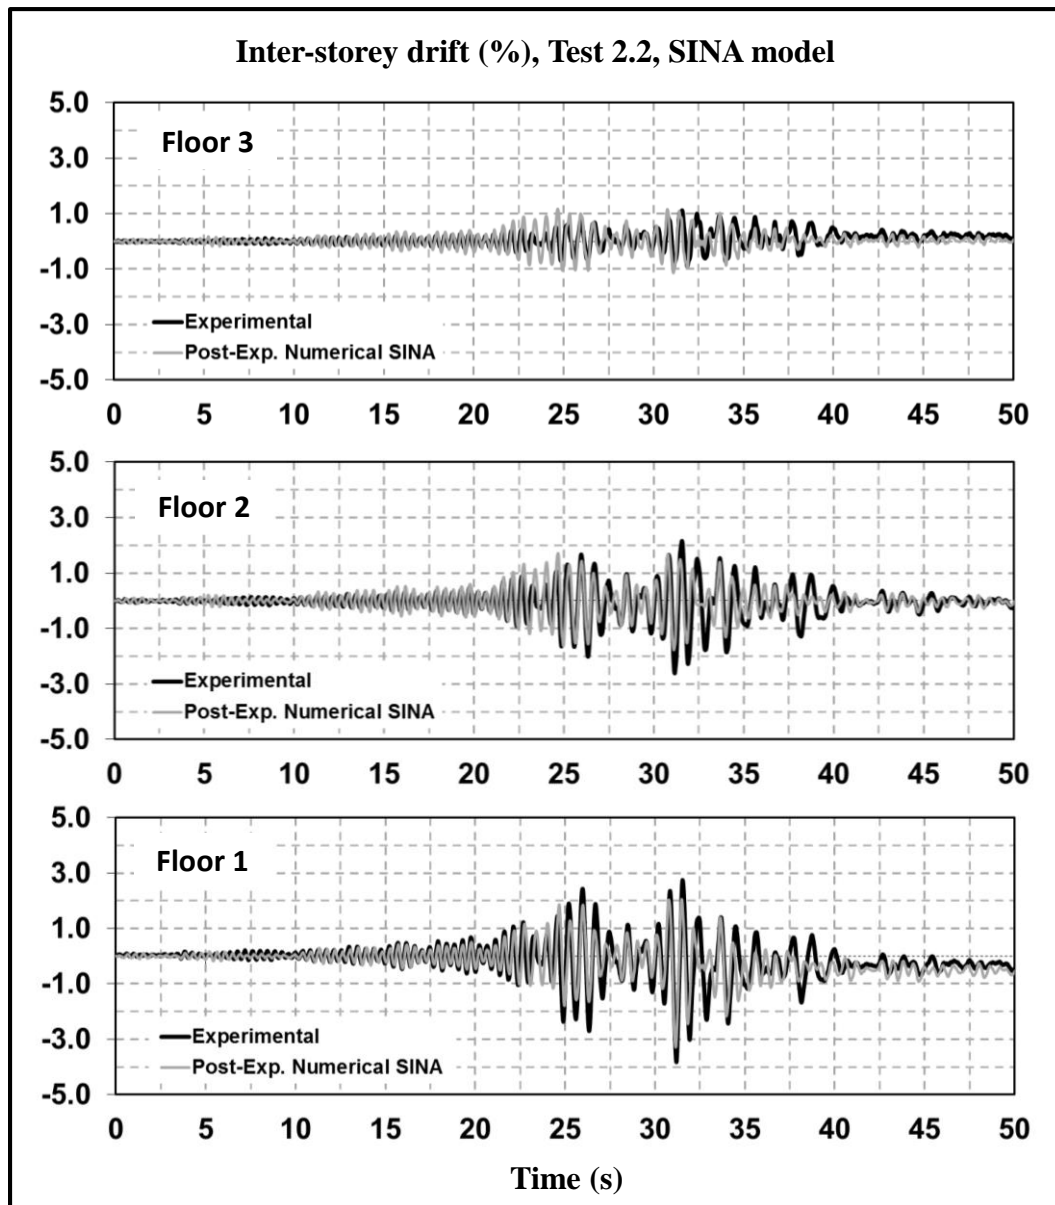 Inter-storey drift (%), Test 2.2, SINA model
5.0
Floor 3
3.0
1.0
-1.0
-3.0
Experimental
Post-Exp. Numerical SINA
-5.0
0 5 10 15 20 25 30 35 40 45 50
5.0
Floor 2
3.0
1.0
-1.0
-3.0
Experimental
Post-Exp. Numerical SINA
-5.0
0 5 10 15 20 25 30 35 40 45 50
5.0
Floor 1
3.0
1.0
-1.0
-3.0
Experimental
Post-Exp. Numerical SINA
-5.0
0 5 10 15 20 25 30 35 40 45 50
Time (s)